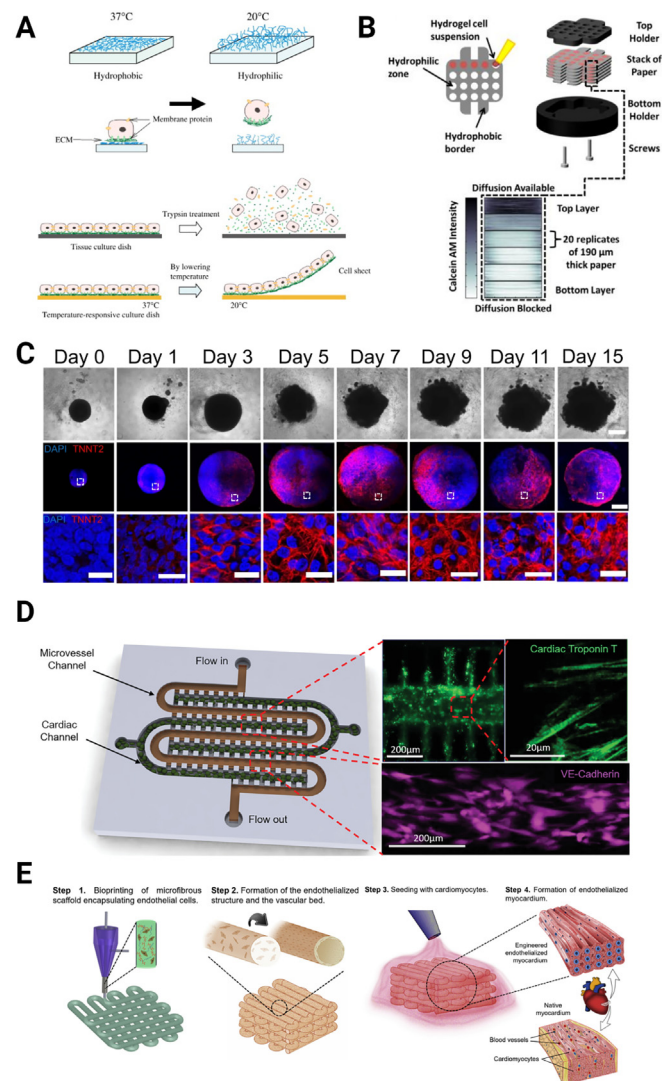 A
37°C
20°C
Hydrophobic
Hydrophilic
Membrane protein
ECM
Trypsin treatment
Tissue culture dish
By lowering
temperature
Cell sheet
37°C
20°C
Temperature-responsive culture dish
B
Hydrogel cell
suspension
Hydrophilic
zone
Hydrophobic
border
Top
Holder
Stack of
Paper
Bottom
Holder
Screws
Diffusion Available
Calcein AM Intensity
Top Layer
20 replicates
of 190 µm
thick paper
Bottom Layer
Diffusion Blocked
C
Day 0 Day 1 Day 3 Day 5 Day 7 Day 9 Day 11 Day 15
DAPI TNNT2
DAPI TNNT2
D
Microvessel
Channel
Flow in
Cardiac
Channel
Flow out
200µm
Cardiac Troponin T
20µm
VE-Cadherin
200µm
E
Step 1. Bioprinting of microfibrous
scaffold encapsulating endothelial cells.
Step 2. Formation of the endothelialized
structure and the vascular bed.
Step 3. Seeding with cardiomyocytes.
Step 4. Formation of endothelialized
myocardium.
Engineered
endothelialized
myocardium
Native
myocardium
Blood vessels
Cardiomyocytes